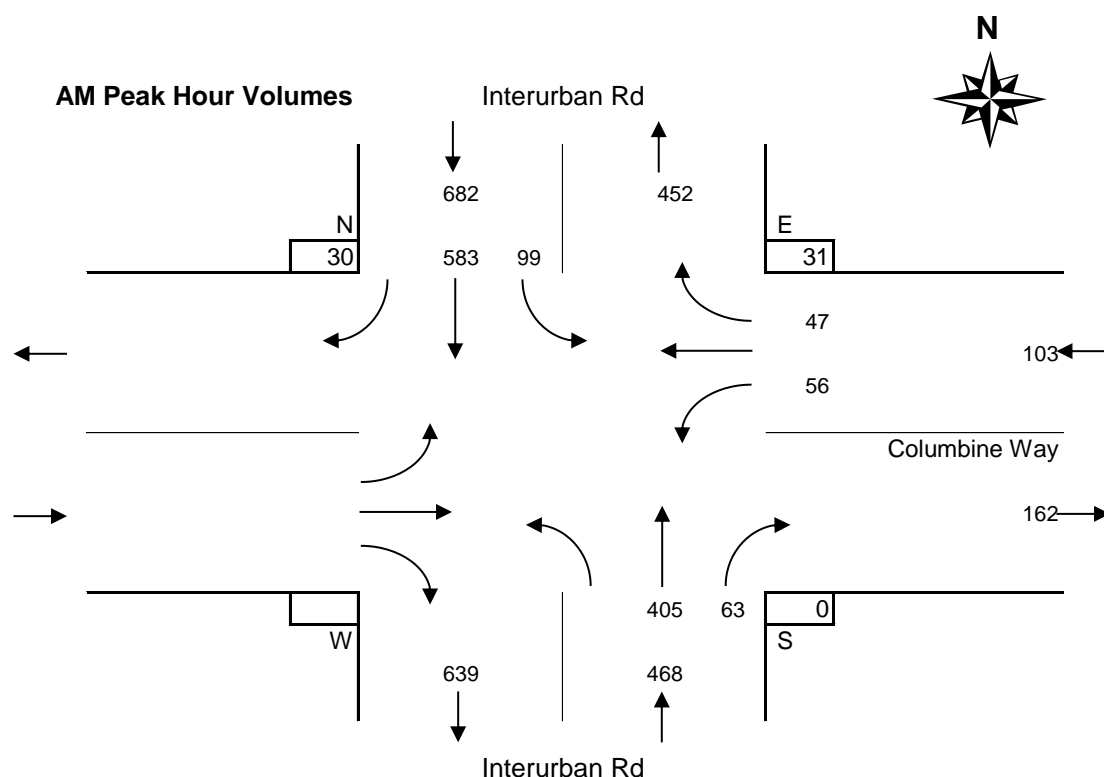 N
AM Peak Hour Volumes
Interurban Rd
682
452
N
E
30
583
99
31
47
103
56
Columbine Way
162
405
63
0
W
S
639
468
Interurban Rd